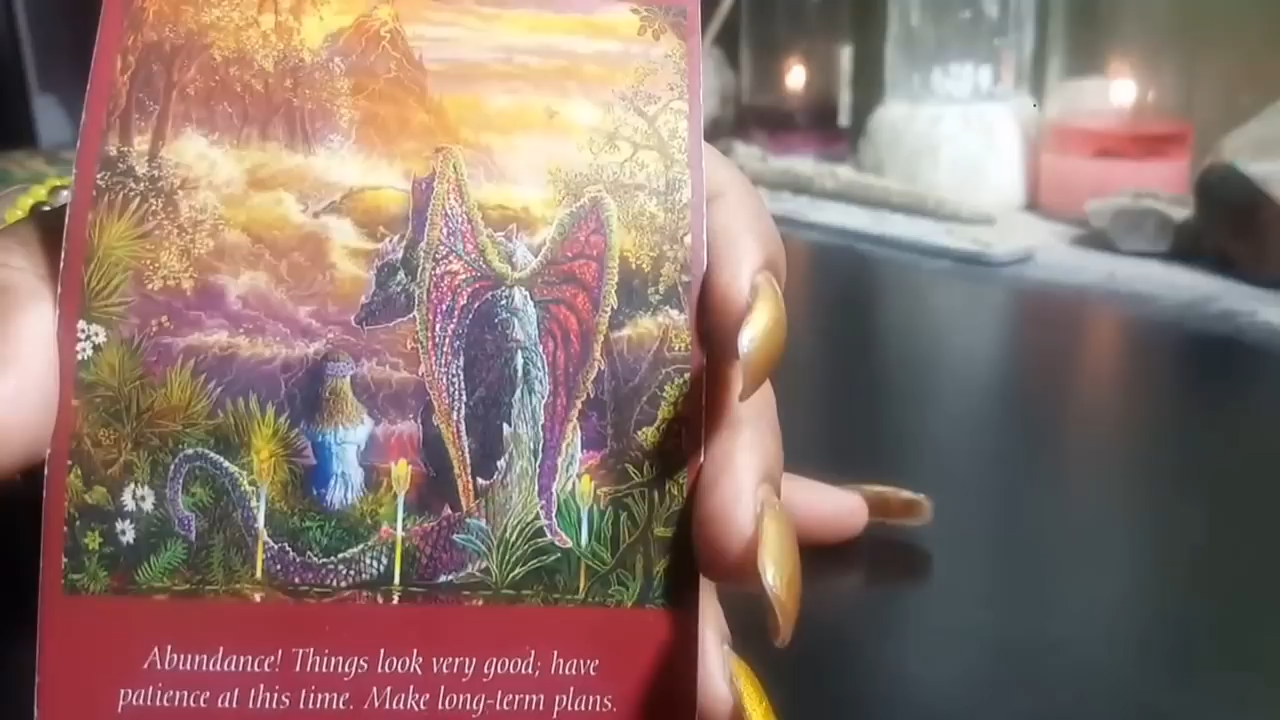 Abundance! Things look very good; have
patience at this time. Make long-term plans.